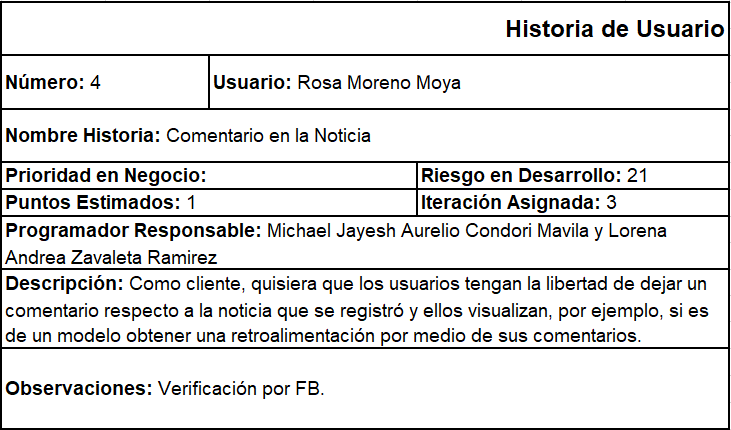 Historia de Usuario
Número: 4 Usuario: Rosa Moreno Moya
Nombre Historia: Comentario en la Noticia
Prioridad en Negocio: Riesgo en Desarrollo: 21
Puntos Estimados: 1 Iteración Asignada: 3
Programador Responsable: Michael Jayesh Aurelio Condori Mavila y Lorena
Andrea Zavaleta Ramirez
Descripción: Como cliente, quisiera que los usuarios tengan la libertad de dejar un
comentario respecto a la noticia que se registró y ellos visualizan, por ejemplo, si es
de un modelo obtener una retroalimentación por medio de sus comentarios.
Observaciones: Verificación por FB.